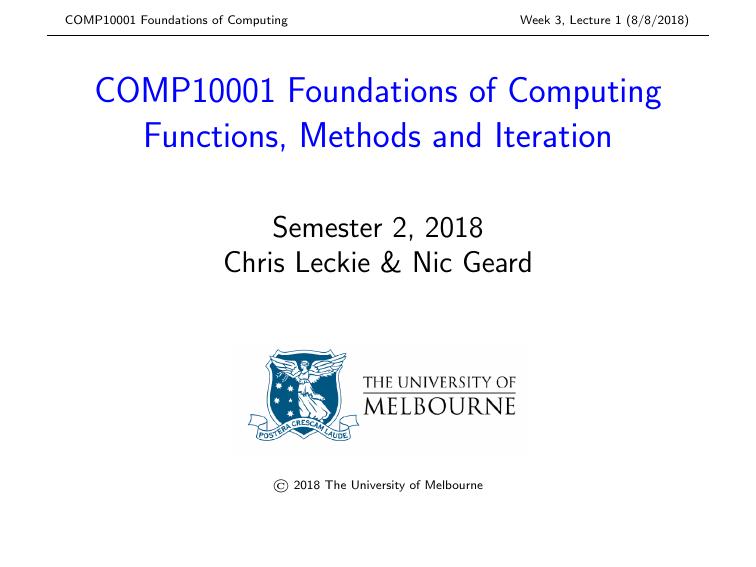 COMP10001 Foundations of Computing
Week 3, Lecture 1 (8/8/2018)
COMP10001 Foundations of Computing
Functions, Methods and Iteration
Semester 2, 2018
Chris Leckie & Nic Geard
THE UNIVERSITY OF
MELBOURNE
POSTERA CRESCAM LAUDE
© 2018 The University of Melbourne